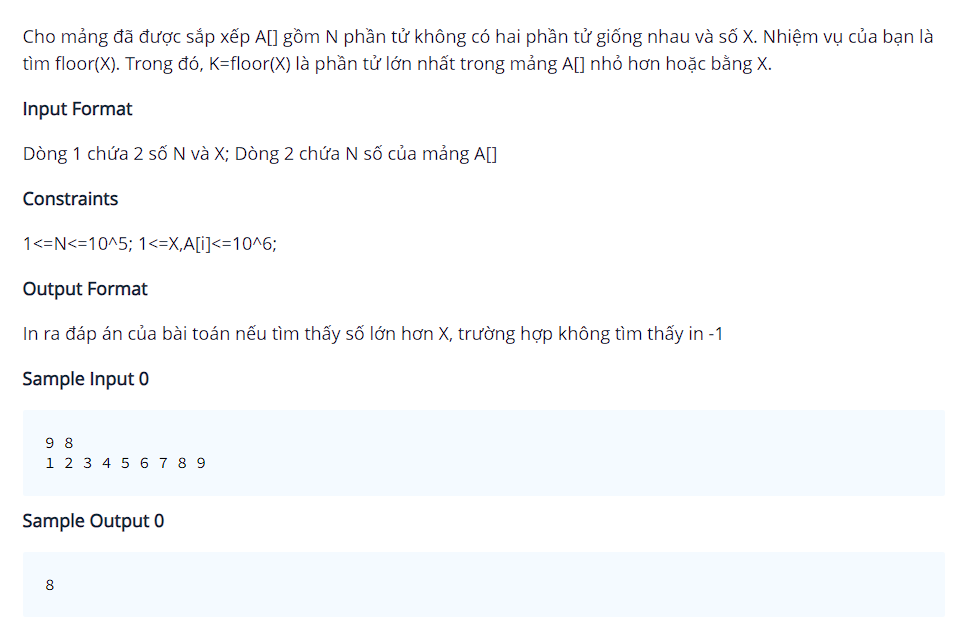 Cho mảng đã được sắp xếp A[] gồm N phần tử không có hai phần tử giống nhau và số X. Nhiệm vụ của bạn là
tìm floor(X). Trong đó, K=floor(X) là phần tử lớn nhất trong mảng A[] nhỏ hơn hoặc bằng X.
Input Format
Dòng 1 chứa 2 số N và X; Dòng 2 chứa N số của mảng A[]
Constraints
1<=N<=10^5; 1<=X,A[i]<=10^6;
Output Format
In ra đáp án của bài toán nếu tìm thấy số lớn hơn X, trường hợp không tìm thấy in -1
Sample Input 0
9 8
1 2 3 4 5 6 7 8 9
Sample Output 0
8